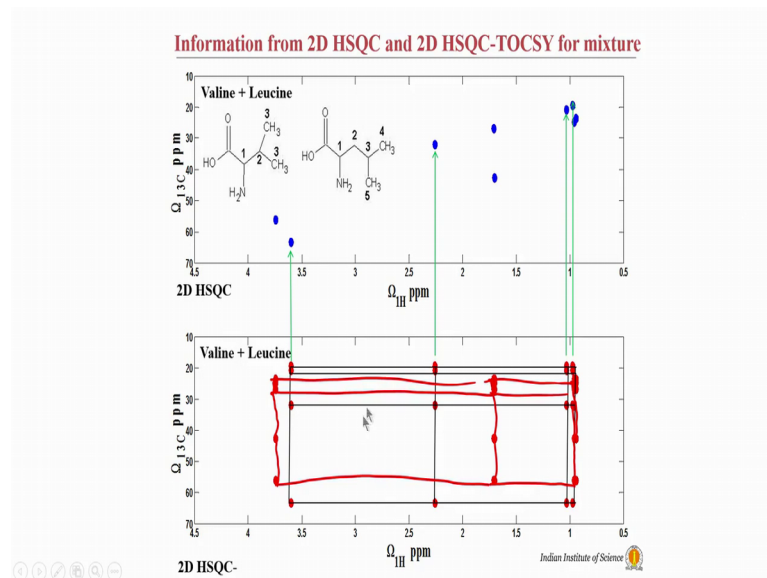 Information from 2D HSQC and 2D HSQC-TOCSY for mixture
Valine + Leucine
O
HO
1
2
3
CH3
3
CH3
H2N
O
HO
1
2
3
4
CH3
NH2
CH3
5
Ω13C ppm
10
20
30
40
50
60
70
4.5 4 3.5 3 2.5 2 1.5 1 0.5
2D HSQC
Ω1H ppm
Valine + Leucine
Ω13C ppm
10
20
30
40
50
60
70
4.5 4 3.5 3 2.5 2 1.5 1 0.5
Ω1H ppm
Indian Institute of Science
2D HSQC-